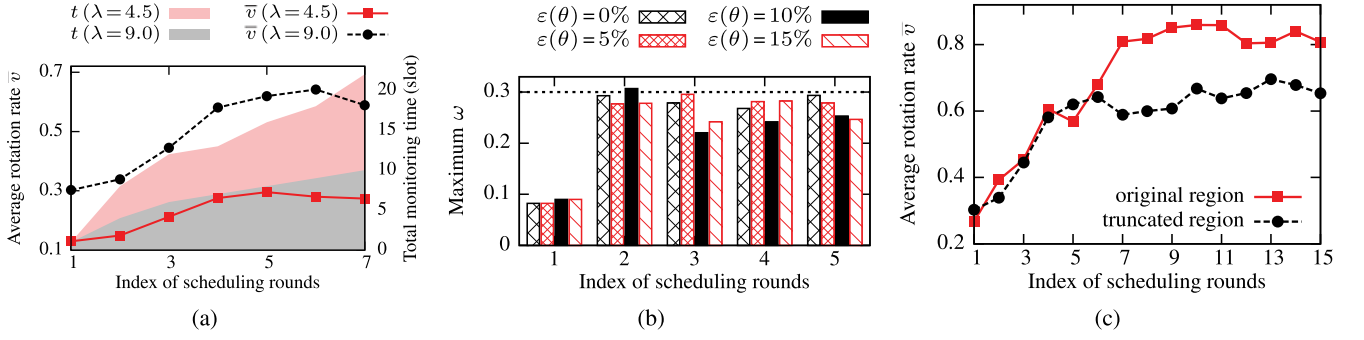 t (λ=4.5) v̅ (λ=4.5)
t (λ=9.0) v̅ (λ=9.0)
Average rotation rate v̅
0.7
0.5
0.3
0.1
Total monitoring time (slot)
20
15
10
5
0
1 3 5 7
Index of scheduling rounds
(a)
ε(θ)=0% ε(θ)=10%
ε(θ)=5% ε(θ)=15%
Maximum ω
0.3
0.2
0.1
0
1 2 3 4 5
Index of scheduling rounds
(b)
Average rotation rate v̅
0.8
0.6
0.4
0.2
original region
truncated region
1 3 5 7 9 11 13 15
Index of scheduling rounds
(c)